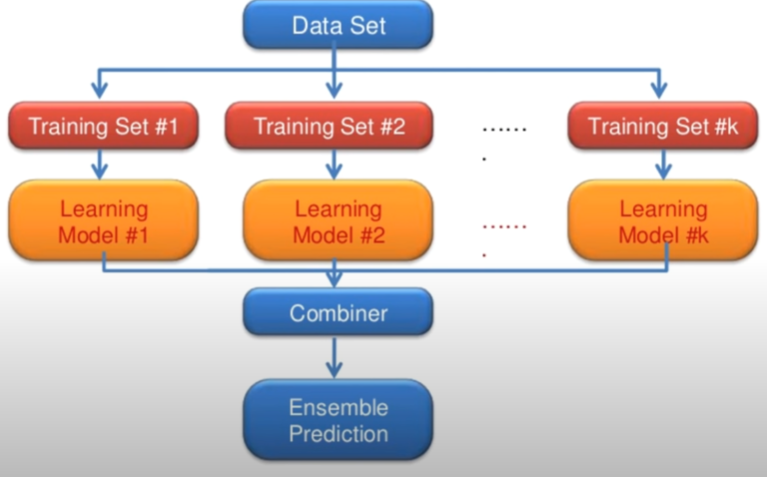 Data Set
Training Set #1
Training Set #2
.......
Training Set #k
Learning
Model #1
Learning
Model #2
.......
Learning
Model #k
Combiner
Ensemble
Prediction